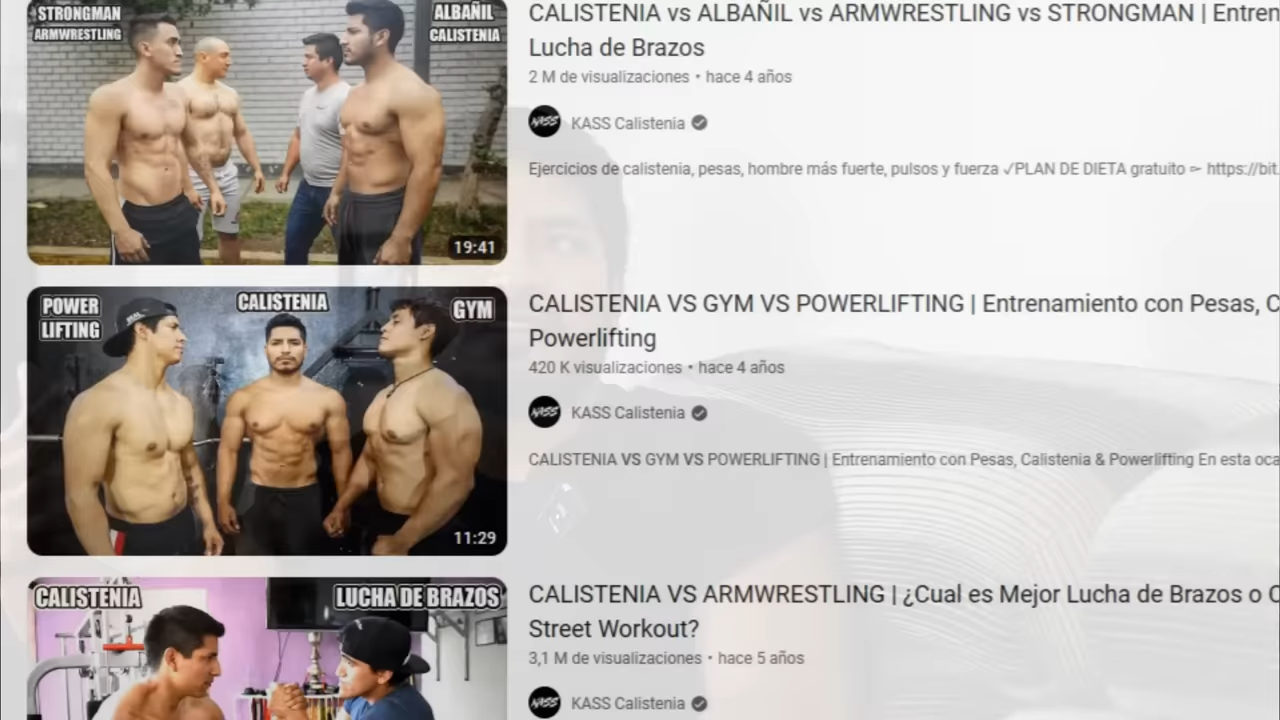 STRONGMAN
ARMWRESTLING
ALBAÑIL
CALISTENIA
19:41
CALISTENIA vs ALBAÑIL vs ARMWRESTLING vs STRONGMAN | Entren
Lucha de Brazos
2 M de visualizaciones • hace 4 años
KASS
KASS Calistenia
Ejercicios de calistenia, pesas, hombre más fuerte, pulsos y fuerza ✓PLAN DE DIETA gratuito ➣ https://bit.
POWER
LIFTING
CALISTENIA
GYM
11:29
CALISTENIA VS GYM VS POWERLIFTING | Entrenamiento con Pesas, C
Powerlifting
420 K visualizaciones • hace 4 años
KASS
KASS Calistenia
CALISTENIA VS GYM VS POWERLIFTING | Entrenamiento con Pesas, Calistenia & Powerlifting En esta oca
CALISTENIA
LUCHA DE BRAZOS
CALISTENIA VS ARMWRESTLING | ¿Cual es Mejor Lucha de Brazos o C
Street Workout?
3,1 M de visualizaciones • hace 5 años
KASS
KASS Calistenia